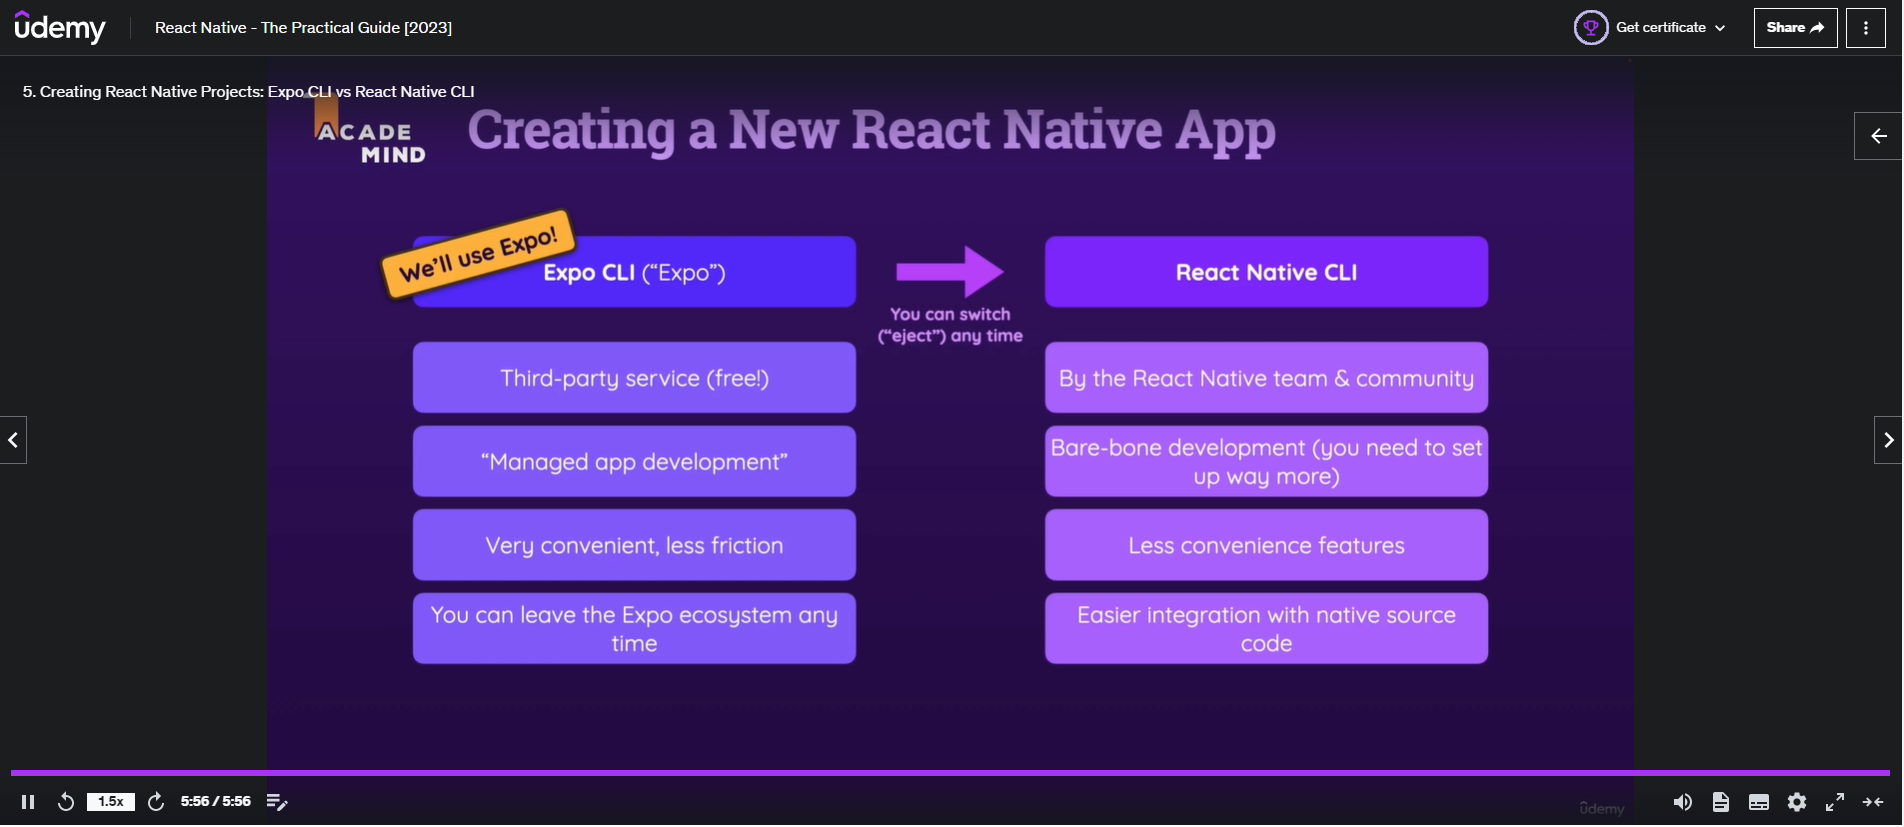 ûdemy
React Native - The Practical Guide [2023]
Get certificate
Share
5. Creating React Native Projects: Expo CLI vs React Native CLI
ACADE
MIND
Creating a New React Native App
We'll use Expo!
Expo CLI (“Expo”)
You can switch
(“eject”) any time
React Native CLI
Third-party service (free!)
By the React Native team & community
“Managed app development”
Bare-bone development (you need to set
up way more)
Very convenient, less friction
Less convenience features
You can leave the Expo ecosystem any
time
Easier integration with native source
code
1.5x
5:56 / 5:56
ûdemy